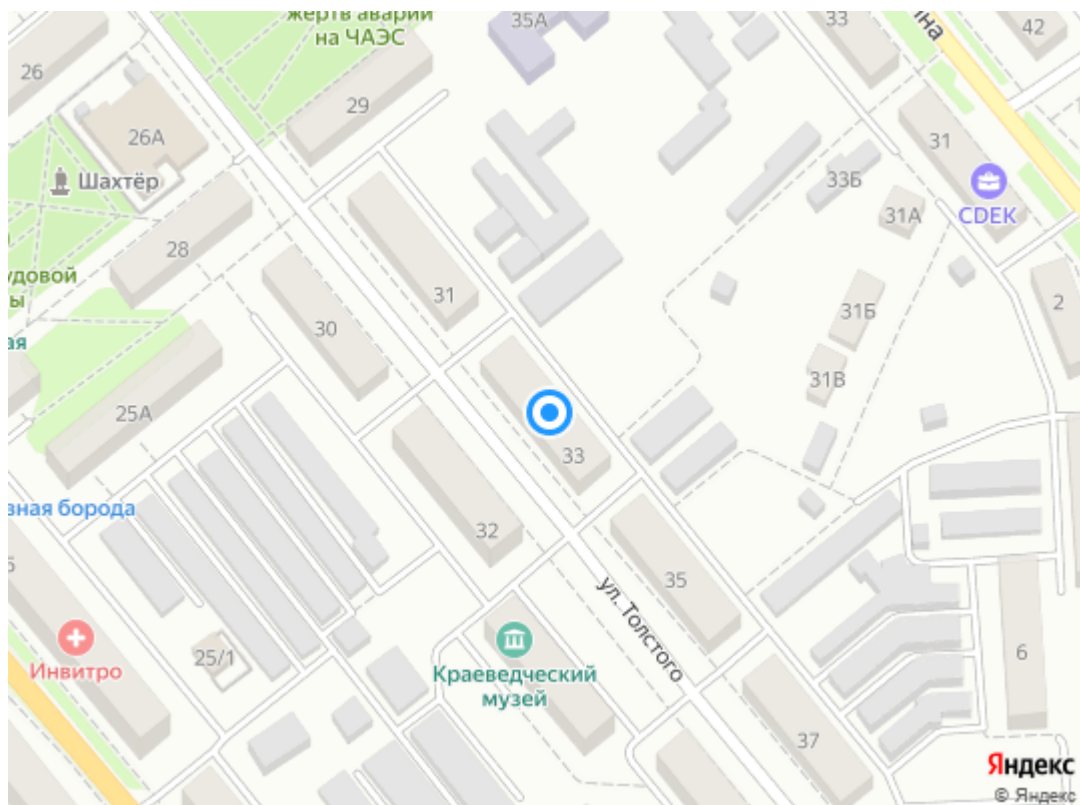 жертв аварии
на ЧАЭС
35А
33
42
26
29
26А
31
Шахтёр
33Б
CDEK
31А
28
удовой
ы
31
2
30
31Б
ая
31В
25А
33
зная борода
32
35
ул. Толстого
25/1
Инвитро
Краеведческий
музей
6
37
Яндекс
© Яндекс